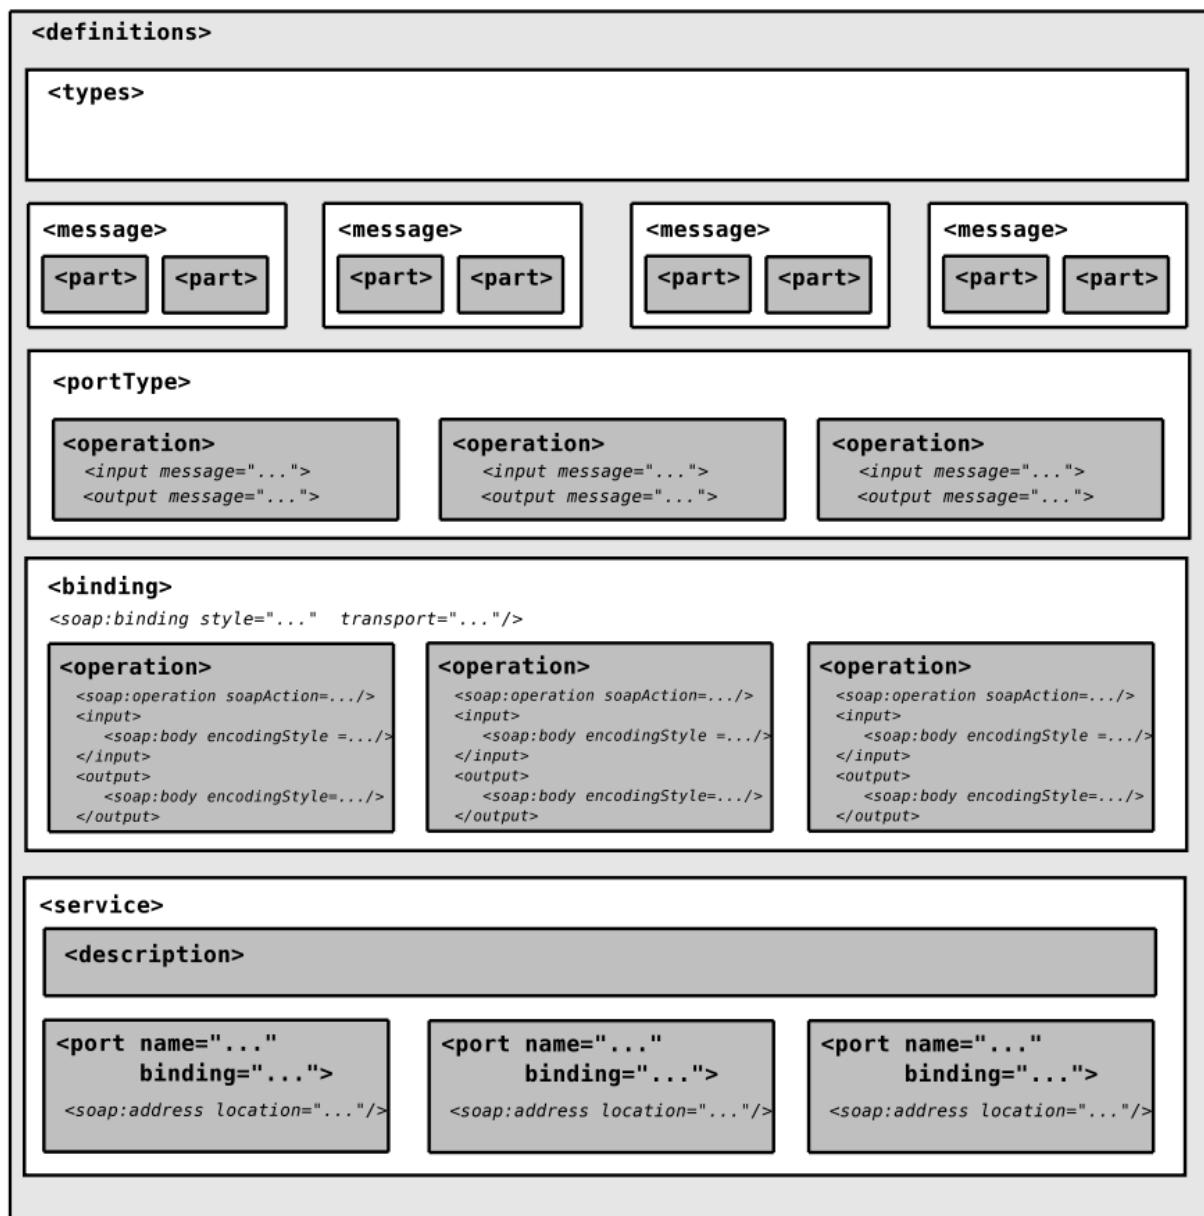 <definitions>
<types>
<message> <message> <message> <message>
<part> <part> <part> <part> <part> <part> <part> <part>
<portType>
<operation> <operation> <operation>
<input message="..."> <input message="..."> <input message="...">
<output message="..."> <output message="..."> <output message="...">
<binding>
<soap:binding style="..."  transport="..."/>
<operation> <operation> <operation>
<soap:operation soapAction=.../> <soap:operation soapAction=.../> <soap:operation soapAction=.../>
<input> <input> <input>
<soap:body encodingStyle =.../> <soap:body encodingStyle =.../> <soap:body encodingStyle =.../>
</input> </input> </input>
<output> <output> <output>
<soap:body encodingStyle=.../> <soap:body encodingStyle=.../> <soap:body encodingStyle=.../>
</output> </output> </output>
<service>
<description>
<port name="..." <port name="..." <port name="..."
binding="..."> binding="..."> binding="...">
<soap:address location="..."/> <soap:address location="..."/> <soap:address location="..."/>